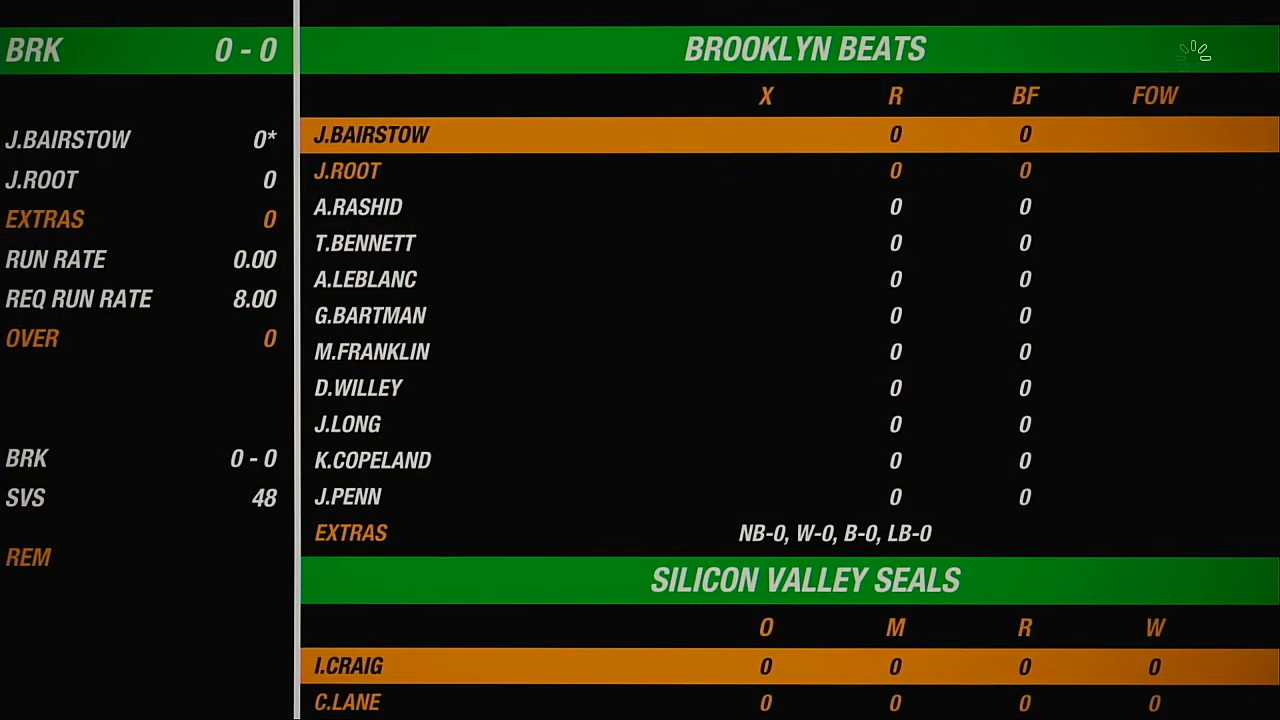 BRK 0 - 0
J.BAIRSTOW 0*
J.ROOT 0
EXTRAS 0
RUN RATE 0.00
REQ RUN RATE 8.00
OVER 0
BRK 0 - 0
SVS 48
REM
BROOKLYN BEATS
X R BF FOW
J.BAIRSTOW 0 0
J.ROOT 0 0
A.RASHID 0 0
T.BENNETT 0 0
A.LEBLANC 0 0
G.BARTMAN 0 0
M.FRANKLIN 0 0
D.WILLEY 0 0
J.LONG 0 0
K.COPELAND 0 0
J.PENN 0 0
EXTRAS NB-0, W-0, B-0, LB-0
SILICON VALLEY SEALS
O M R W
I.CRAIG 0 0 0 0
C.LANE 0 0 0 0